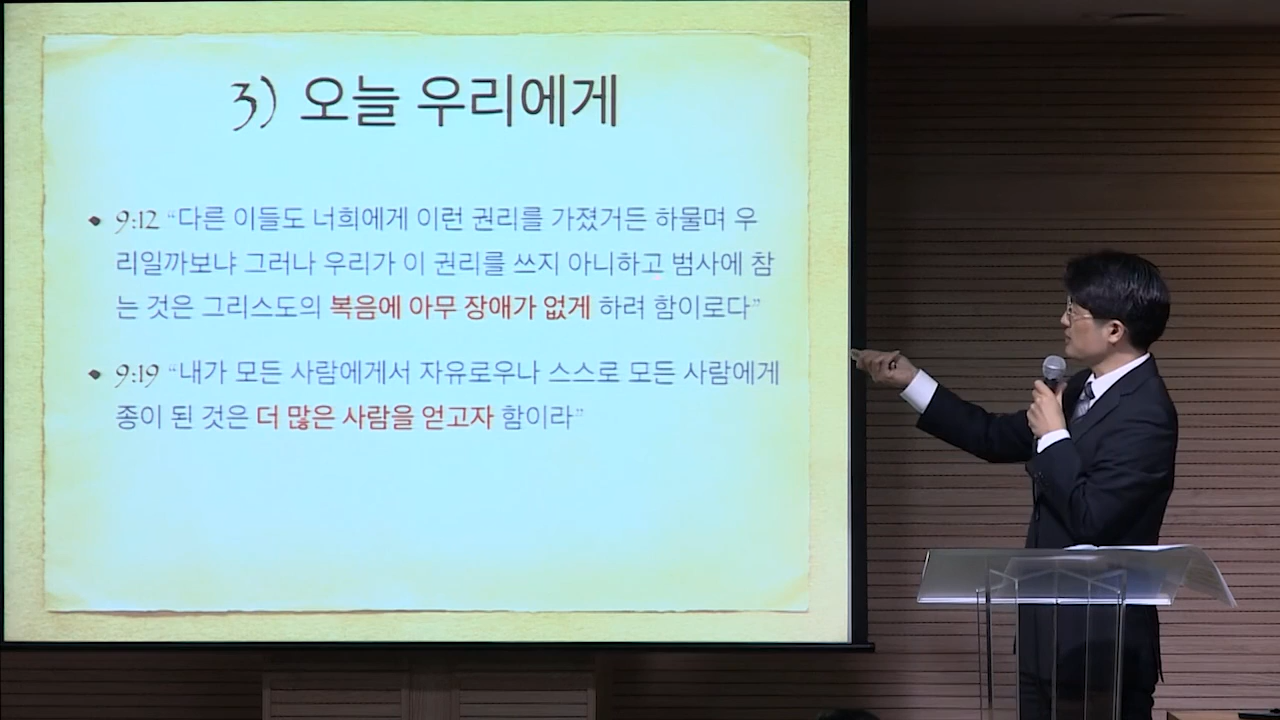 3) 오늘 우리에게
9:12 “다른 이들도 너희에게 이런 권리를 가졌거든 하물며 우
리일까보냐 그러나 우리가 이 권리를 쓰지 아니하고 범사에 참
는 것은 그리스도의 복음에 아무 장애가 없게 하려 함이로다”
9:19 “내가 모든 사람에게서 자유로우나 스스로 모든 사람에게
종이 된 것은 더 많은 사람을 얻고자 함이라”